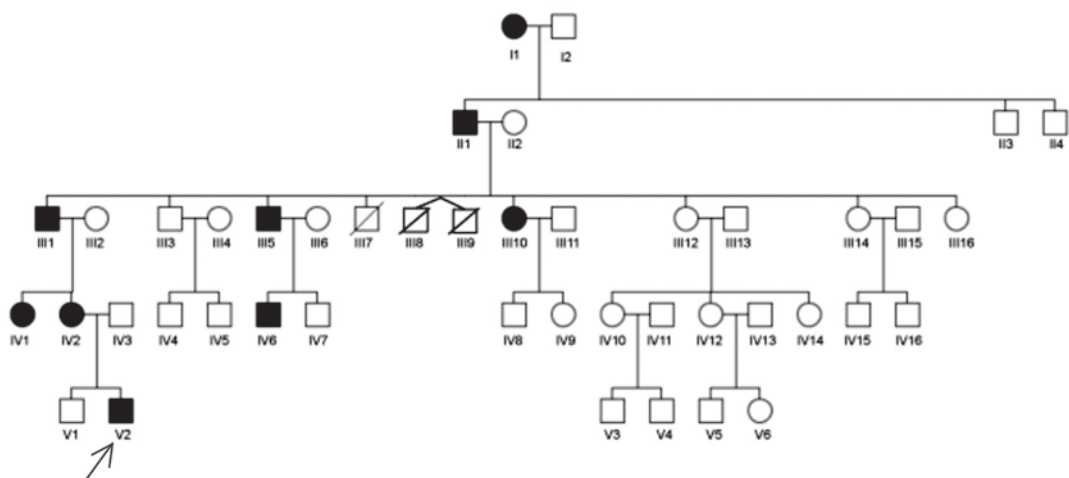 I1 I2
II1 II2 II3 II4
III1 III2 III3 III4 III5 III6 III7 III8 III9 III10 III11 III12 III13 III14 III15 III16
IV1 IV2 IV3 IV4 IV5 IV6 IV7 IV8 IV9 IV10 IV11 IV12 IV13 IV14 IV15 IV16
V1 V2 V3 V4 V5 V6